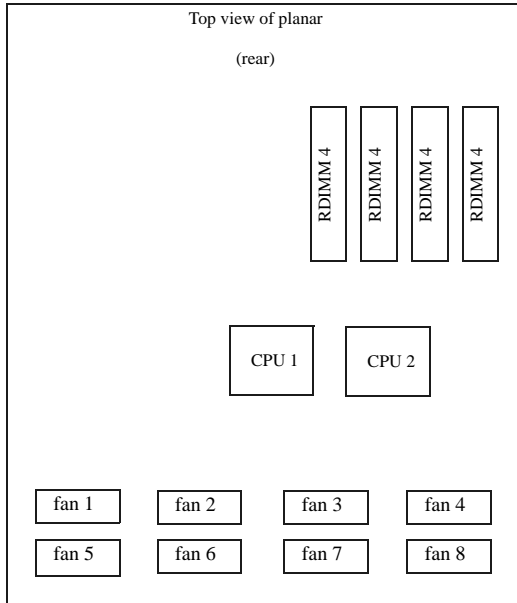 Top view of planar
(rear)
RDIMM 4
RDIMM 4
RDIMM 4
RDIMM 4
CPU 1
CPU 2
fan 1
fan 2
fan 3
fan 4
fan 5
fan 6
fan 7
fan 8